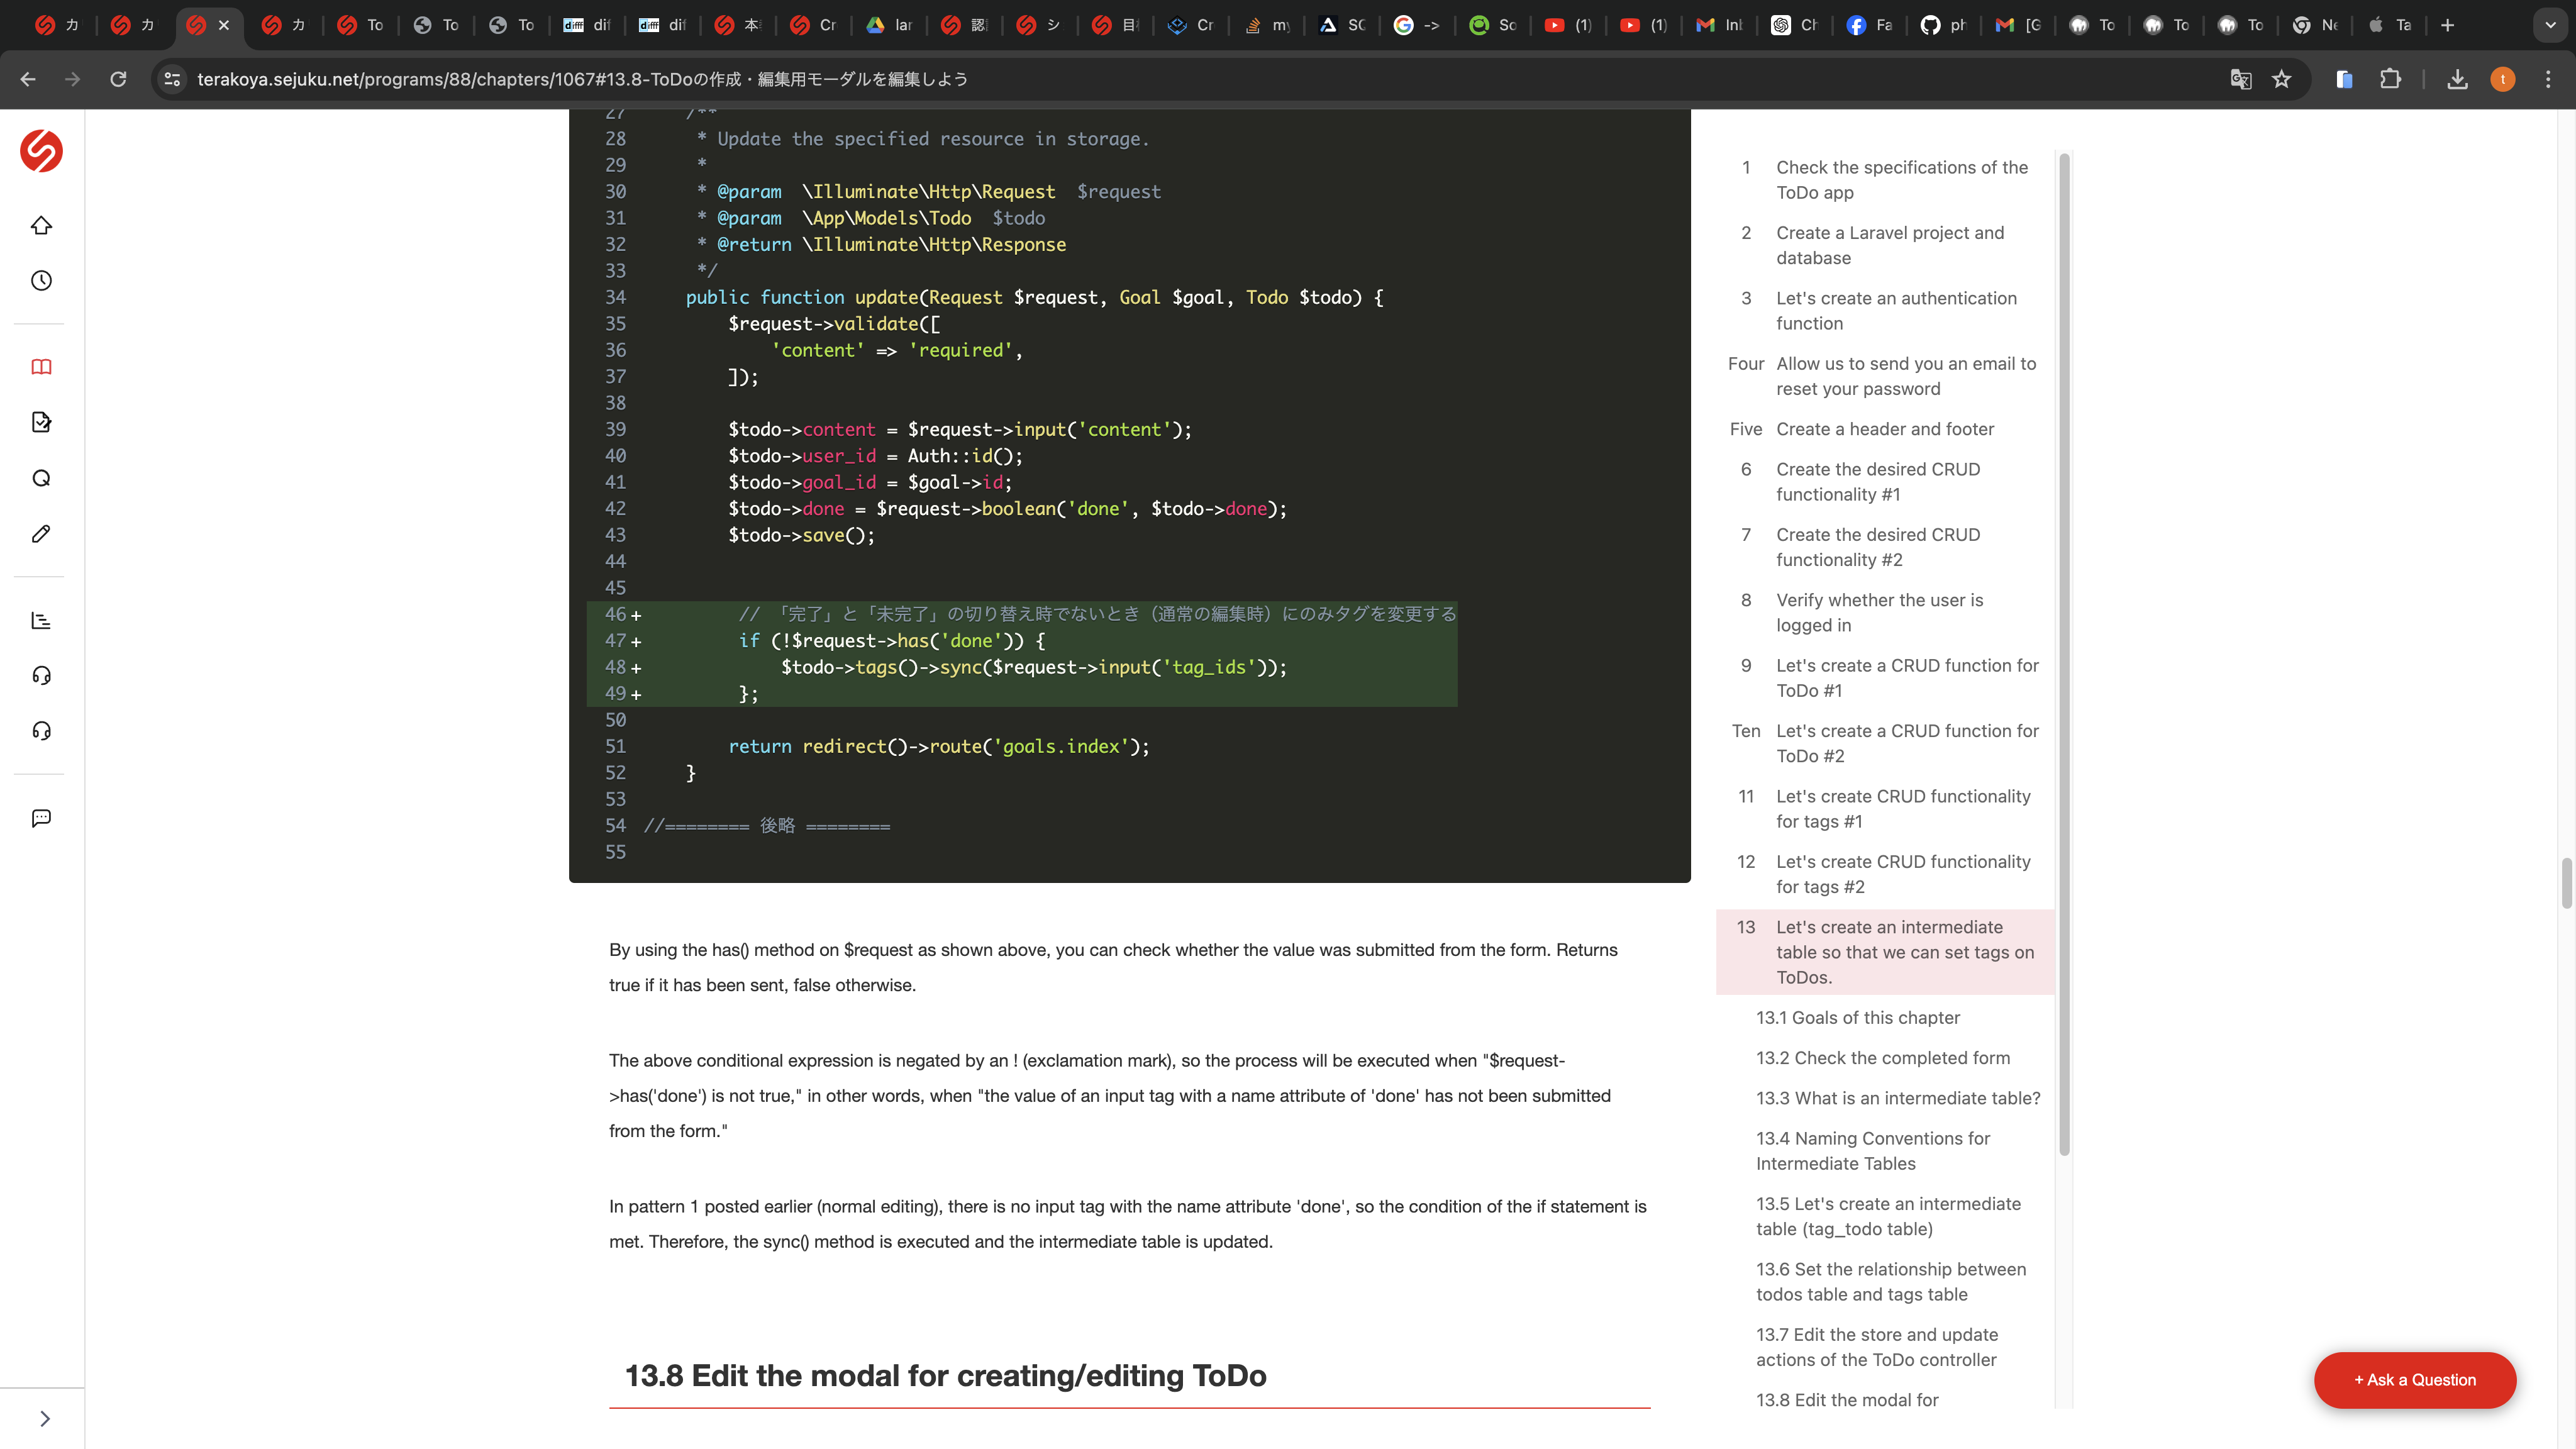 カ
カ
カ
To
To
To
dif
dif
本
Cr
lar
認
シ
目
Cr
my
SC
->
So
(1)
(1)
Int
Ch
Fa
ph
[G
To
To
To
Ne
Ta
terakoya.sejuku.net/programs/88/chapters/1067#13.8-ToDoの作成・編集用モーダルを編集しよう
t
27 /**
28 * Update the specified resource in storage.
29 *
30 * @param \Illuminate\Http\Request $request
31 * @param \App\Models\Todo $todo
32 * @return \Illuminate\Http\Response
33 */
34 public function update(Request $request, Goal $goal, Todo $todo) {
35 $request->validate([
36 'content' => 'required',
37 ]);
38
39 $todo->content = $request->input('content');
40 $todo->user_id = Auth::id();
41 $todo->goal_id = $goal->id;
42 $todo->done = $request->boolean('done', $todo->done);
43 $todo->save();
44
45
46 + // 「完了」と「未完了」の切り替え時でないとき（通常の編集時）にのみタグを変更する
47 + if (!$request->has('done')) {
48 + $todo->tags()->sync($request->input('tag_ids'));
49 + };
50
51 return redirect()->route('goals.index');
52 }
53
54 //======== 後略 ========
55
By using the has() method on $request as shown above, you can check whether the value was submitted from the form. Returns
true if it has been sent, false otherwise.
The above conditional expression is negated by an ! (exclamation mark), so the process will be executed when "$request-
>has('done') is not true," in other words, when "the value of an input tag with a name attribute of 'done' has not been submitted
from the form."
In pattern 1 posted earlier (normal editing), there is no input tag with the name attribute 'done', so the condition of the if statement is
met. Therefore, the sync() method is executed and the intermediate table is updated.
13.8 Edit the modal for creating/editing ToDo
1 Check the specifications of the
ToDo app
2 Create a Laravel project and
database
3 Let's create an authentication
function
Four Allow us to send you an email to
reset your password
Five Create a header and footer
6 Create the desired CRUD
functionality #1
7 Create the desired CRUD
functionality #2
8 Verify whether the user is
logged in
9 Let's create a CRUD function for
ToDo #1
Ten Let's create a CRUD function for
ToDo #2
11 Let's create CRUD functionality
for tags #1
12 Let's create CRUD functionality
for tags #2
13 Let's create an intermediate
table so that we can set tags on
ToDos.
13.1 Goals of this chapter
13.2 Check the completed form
13.3 What is an intermediate table?
13.4 Naming Conventions for
Intermediate Tables
13.5 Let's create an intermediate
table (tag_todo table)
13.6 Set the relationship between
todos table and tags table
13.7 Edit the store and update
actions of the ToDo controller
13.8 Edit the modal for
+ Ask a Question